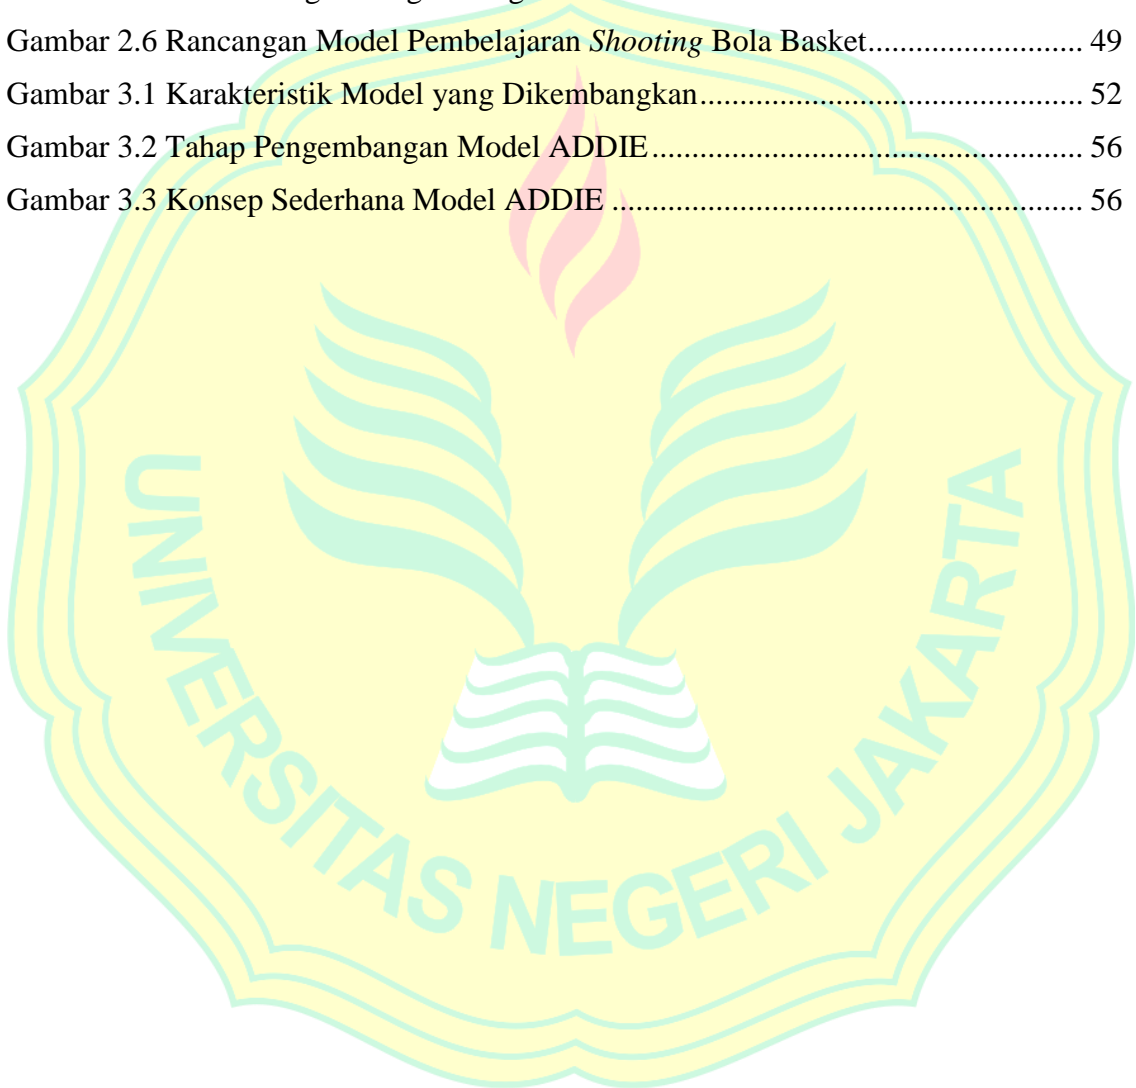 Gambar 2.6 Rancangan Model Pembelajaran Shooting Bola Basket........................... 49
Gambar 3.1 Karakteristik Model yang Dikembangkan................................................ 52
Gambar 3.2 Tahap Pengembangan Model ADDIE...................................................... 56
Gambar 3.3 Konsep Sederhana Model ADDIE ........................................................... 56
UNIVERSITAS NEGERI JAKARTA